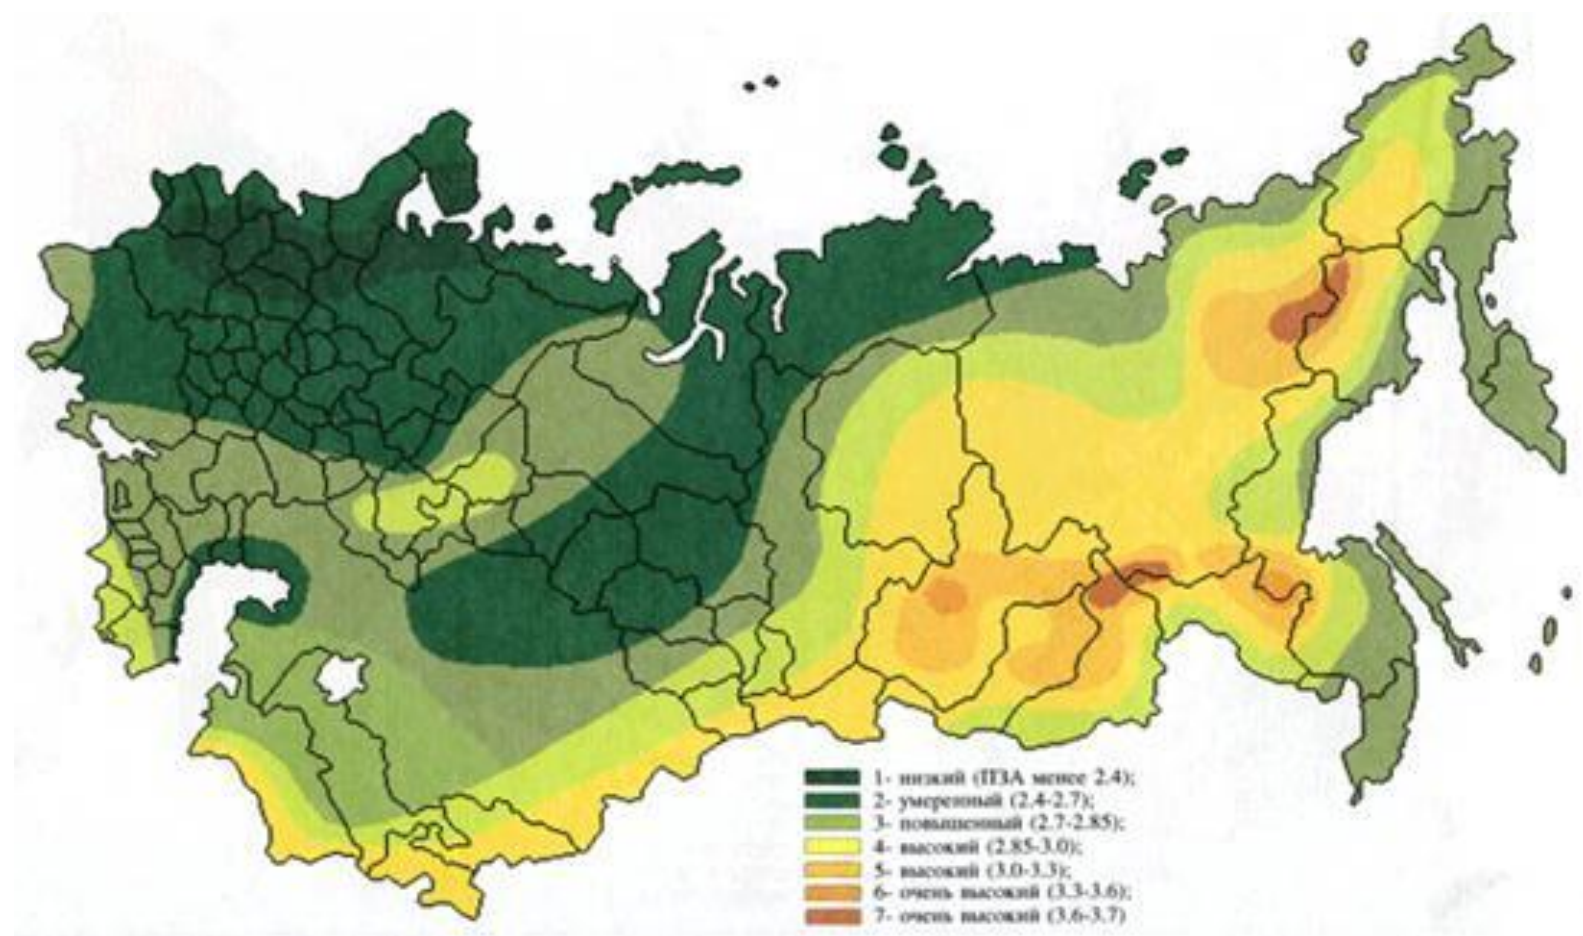 1- низкий (ПЗА менее 2.4);
2- умеренный (2.4-2.7);
3- повышенный (2.7-2.85);
4- высокий (2.85-3.0);
5- высокий (3.0-3.3);
6- очень высокий (3.3-3.6);
7- очень высокий (3.6-3.7)